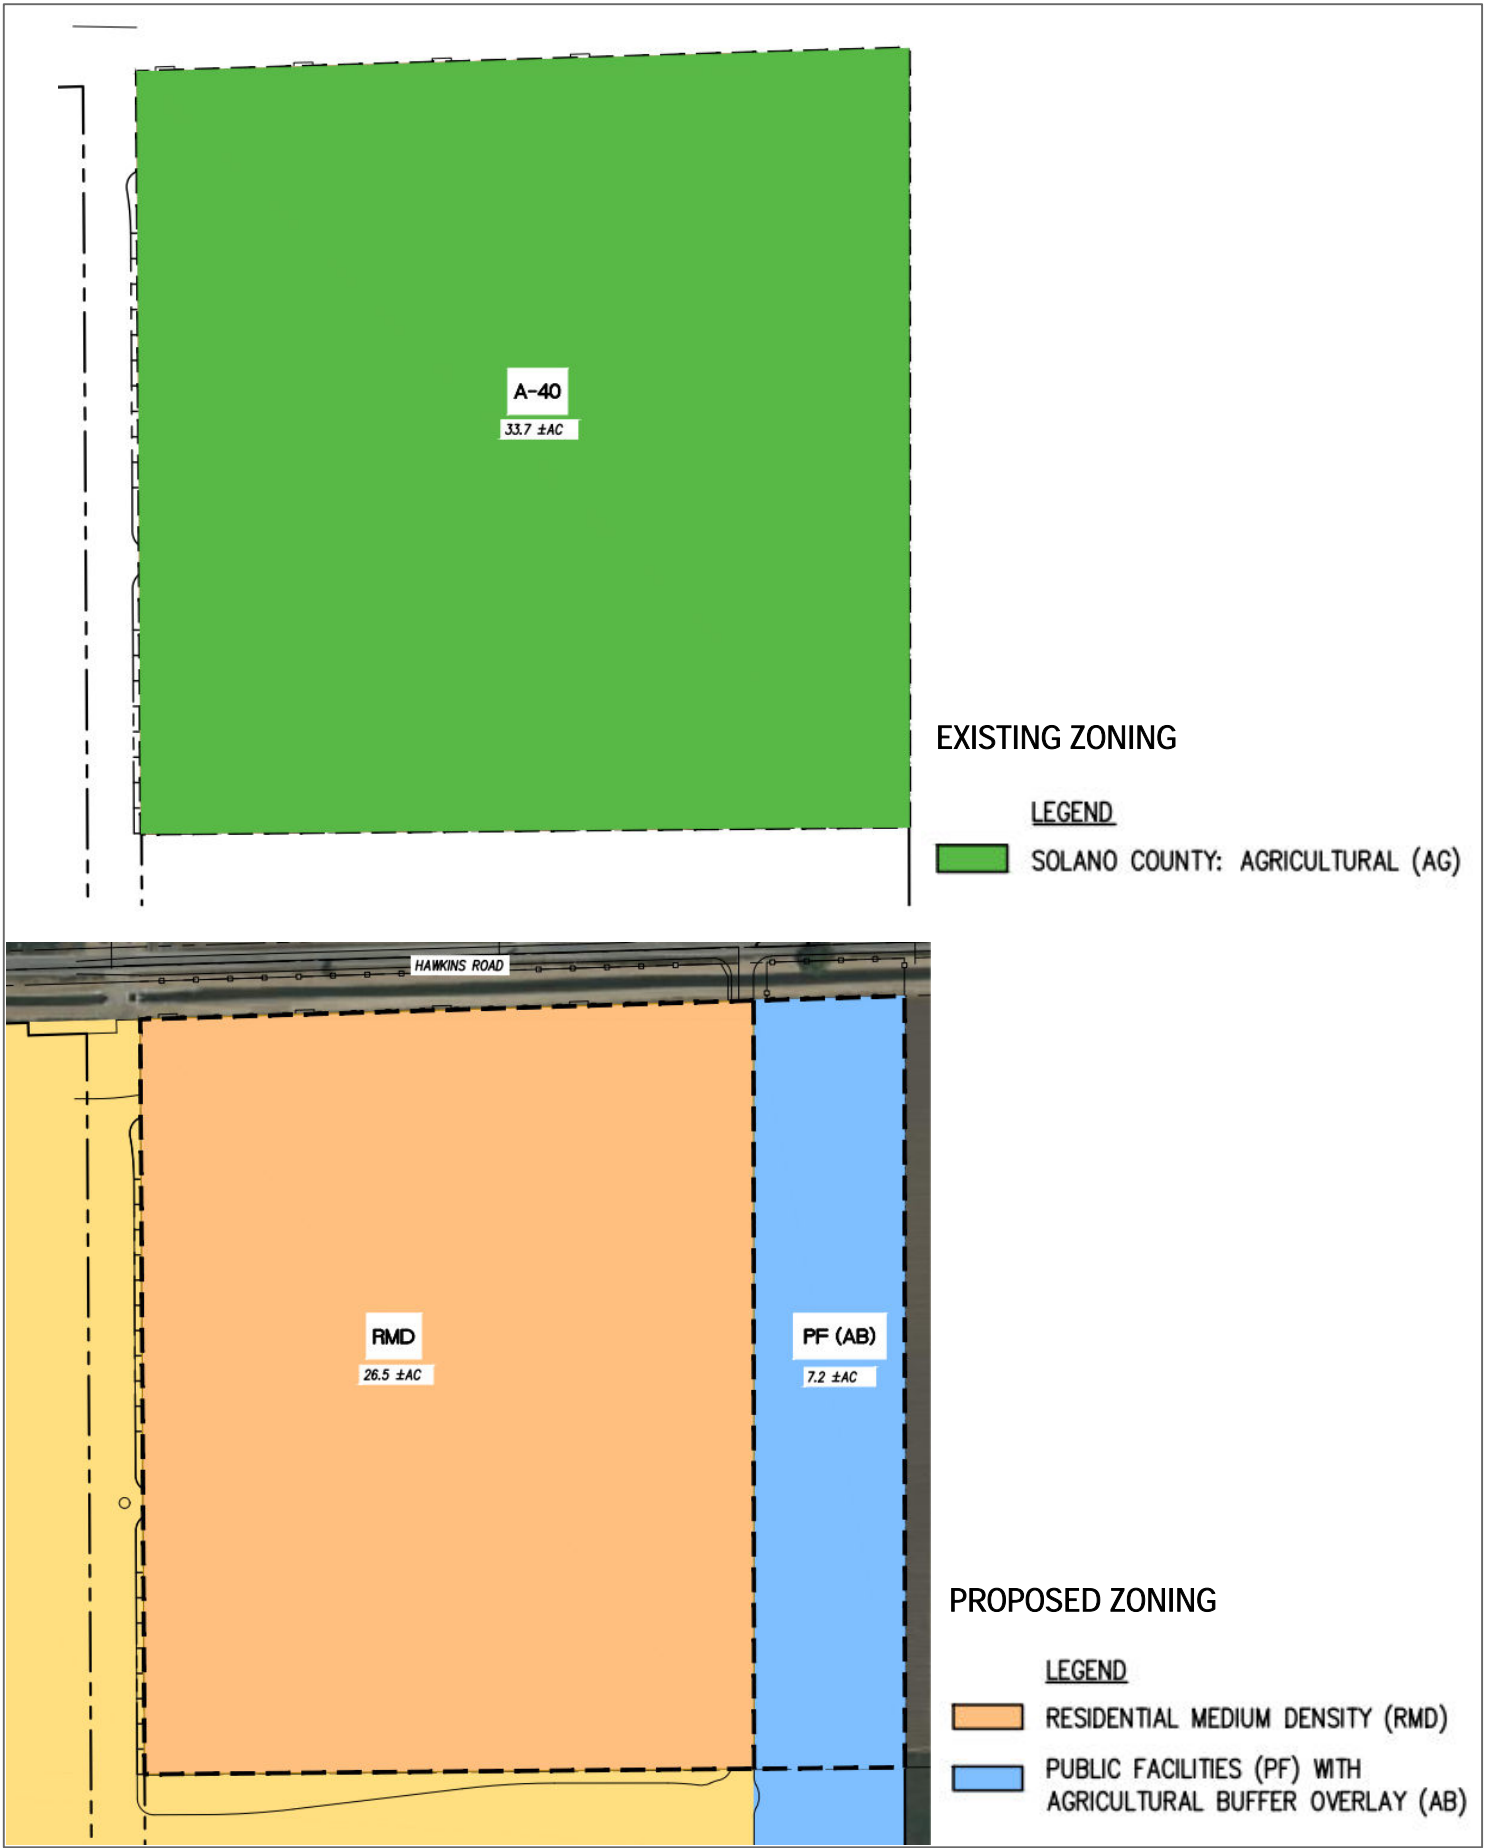 A-40
33.7 ±AC
EXISTING ZONING
LEGEND
SOLANO COUNTY: AGRICULTURAL (AG)
HAWKINS ROAD
RMD
26.5 ±AC
PF (AB)
7.2 ±AC
PROPOSED ZONING
LEGEND
RESIDENTIAL MEDIUM DENSITY (RMD)
PUBLIC FACILITIES (PF) WITH
AGRICULTURAL BUFFER OVERLAY (AB)